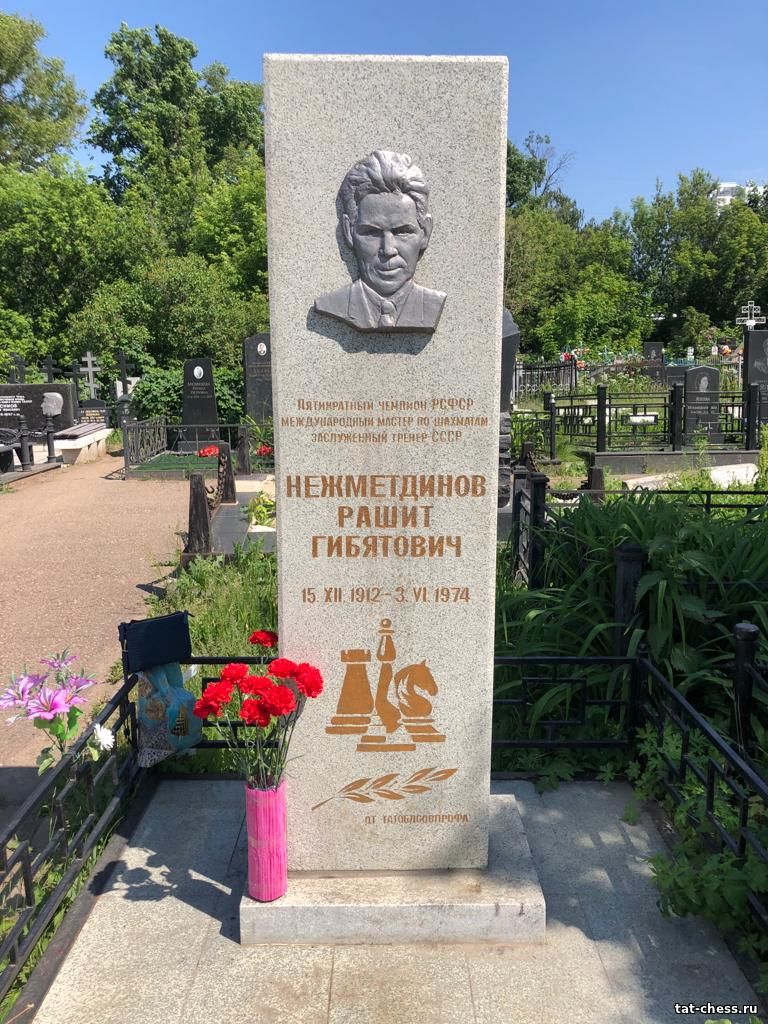 ПЯТИКРАТНЫЙ ЧЕМПИОН РСФСР
МЕЖДУНАРОДНЫЙ МАСТЕР ПО ШАХМАТАМ
ЗАСЛУЖЕННЫЙ ТРЕНЕР СССР
НЕЖМЕТДИНОВ
РАШИТ
ГИБЯТОВИЧ
15. XII. 1912 – 3. VI. 1974
ОТ ТАТОБЛСОВПРОФА
tat-chess.ru